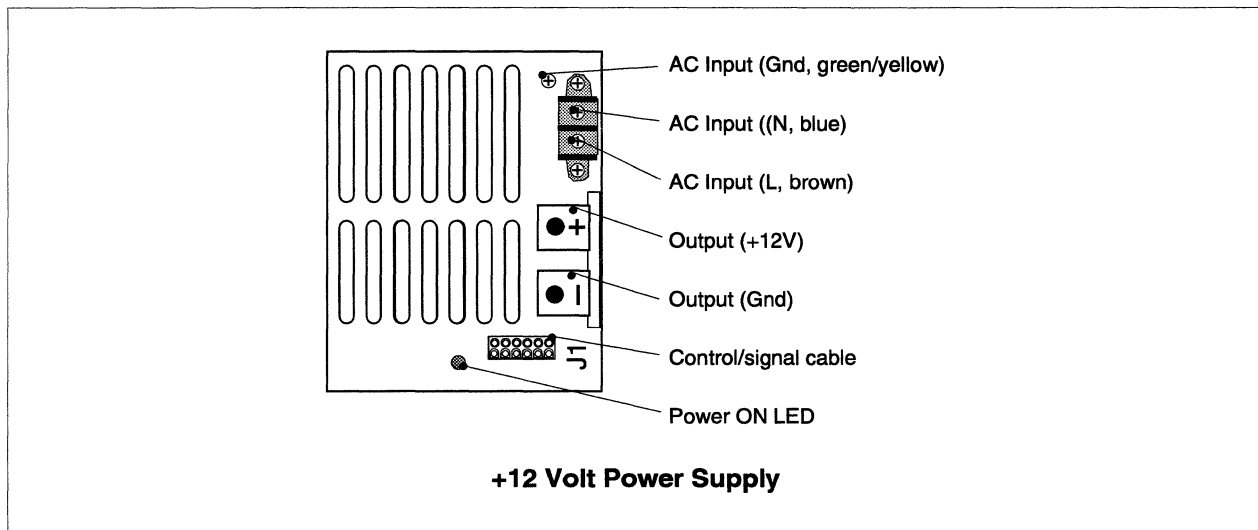 AC Input (Gnd, green/yellow)
AC Input ((N, blue)
AC Input (L, brown)
+
Output (+12V)
−
Output (Gnd)
J1
Control/signal cable
Power ON LED
+12 Volt Power Supply